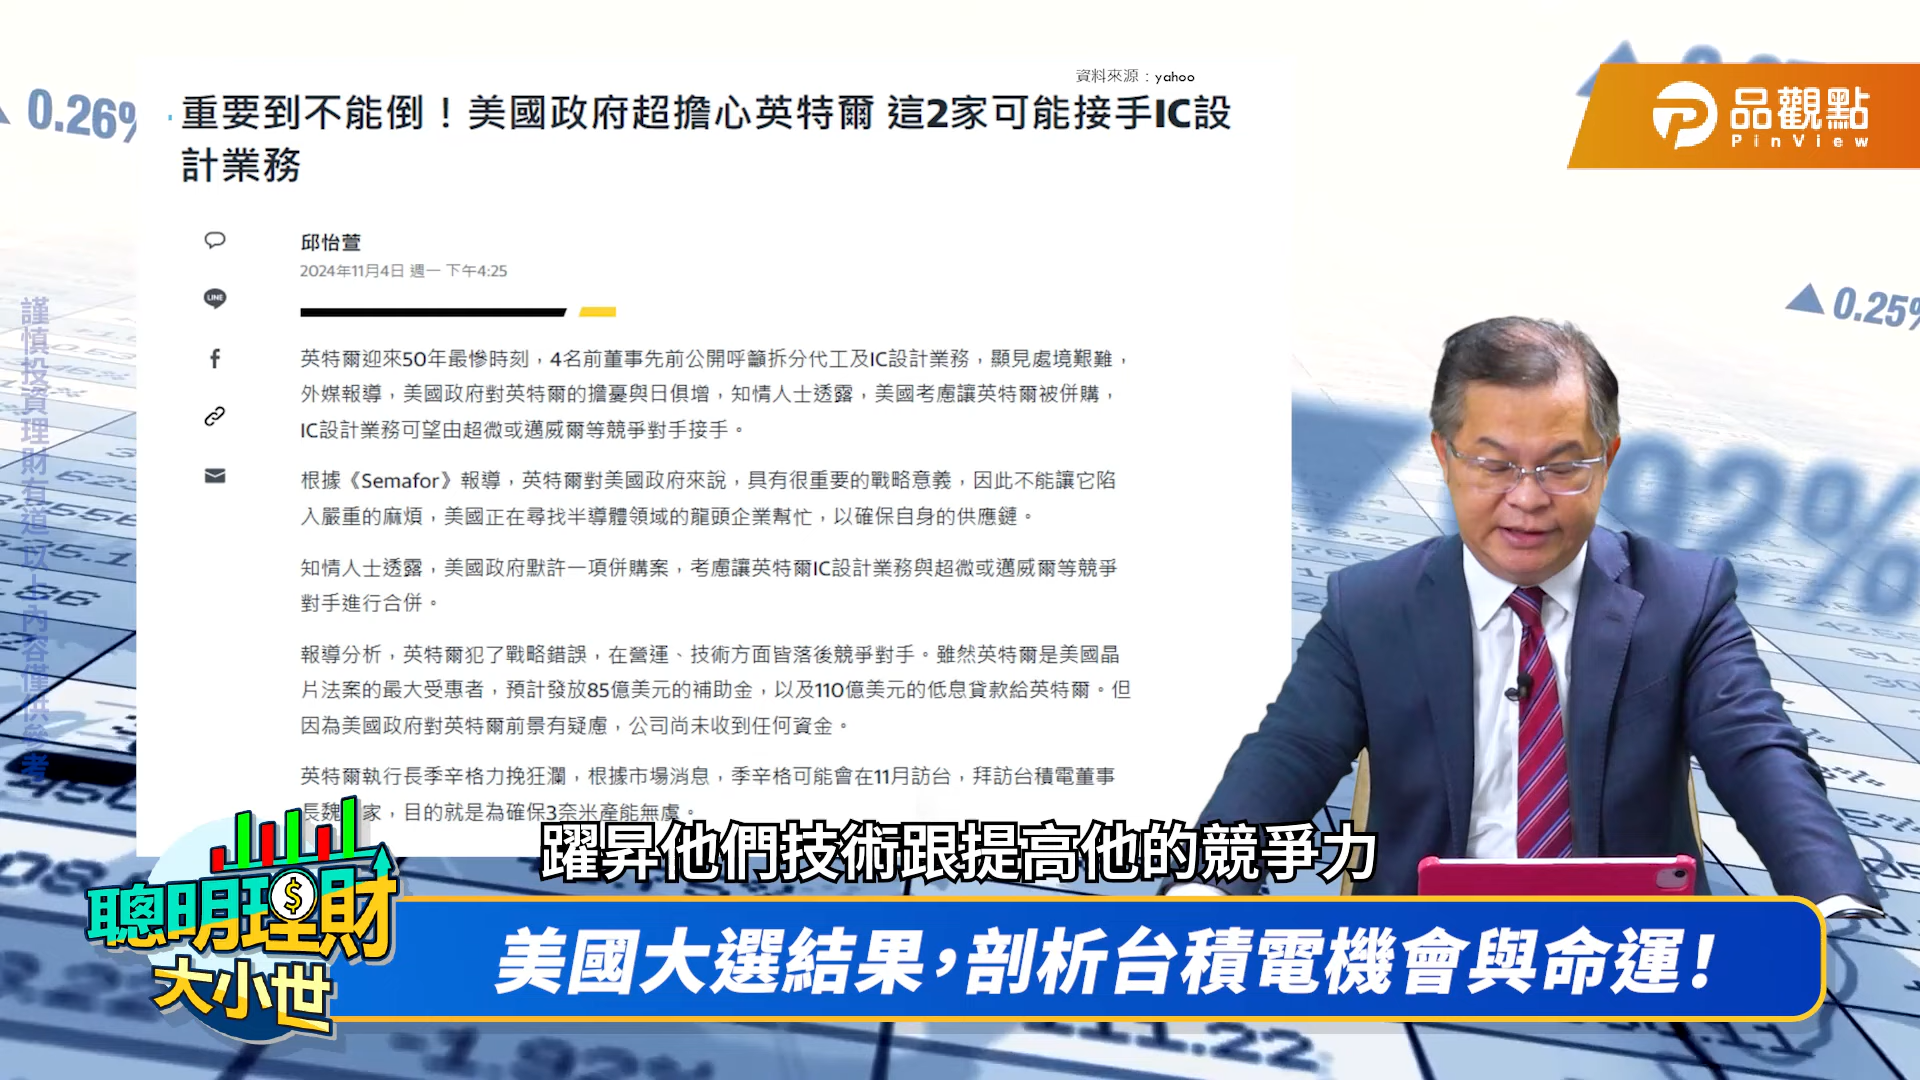 資料來源：yahoo
重要到不能倒！美國政府超擔心英特爾 這2家可能接手IC設
計業務
邱怡萱
2024年11月4日 週一 下午4:25
LINE
英特爾迎來50年最慘時刻，4名前董事先前公開呼籲拆分代工及IC設計業務，顯見處境艱難，
外媒報導，美國政府對英特爾的擔憂與日俱增，知情人士透露，美國考慮讓英特爾被併購，
IC設計業務可望由超微或邁威爾等競爭對手接手。
根據《Semafor》報導，英特爾對美國政府來說，具有很重要的戰略意義，因此不能讓它陷
入嚴重的麻煩，美國正在尋找半導體領域的龍頭企業幫忙，以確保自身的供應鏈。
知情人士透露，美國政府默許一項併購案，考慮讓英特爾IC設計業務與超微或邁威爾等競爭
對手進行合併。
報導分析，英特爾犯了戰略錯誤，在營運、技術方面皆落後競爭對手。雖然英特爾是美國晶
片法案的最大受惠者，預計發放85億美元的補助金，以及110億美元的低息貸款給英特爾。但
因為美國政府對英特爾前景有疑慮，公司尚未收到任何資金。
英特爾執行長季辛格力挽狂瀾，根據市場消息，季辛格可能會在11月訪台，拜訪台積電董事
長魏 家，目的就是為確保3奈米產能無虞。
品觀點
PinView
0.26%
0.25%
92%
謹慎投資理財有道以上內容僅供參考
躍昇他們技術跟提高他的競爭力
聰明理財
大小世
美國大選結果，剖析台積電機會與命運！
-1.92%
111.22